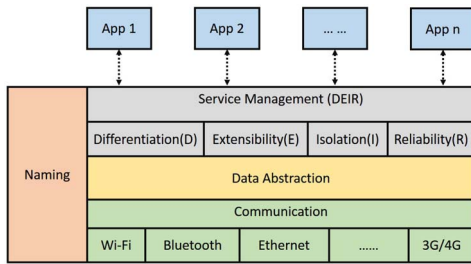 App 1 App 2 ... ... App n
Service Management (DEIR)
Differentiation(D) Extensibility(E) Isolation(I) Reliability(R)
Naming
Data Abstraction
Communication
Wi-Fi Bluetooth Ethernet ...... 3G/4G